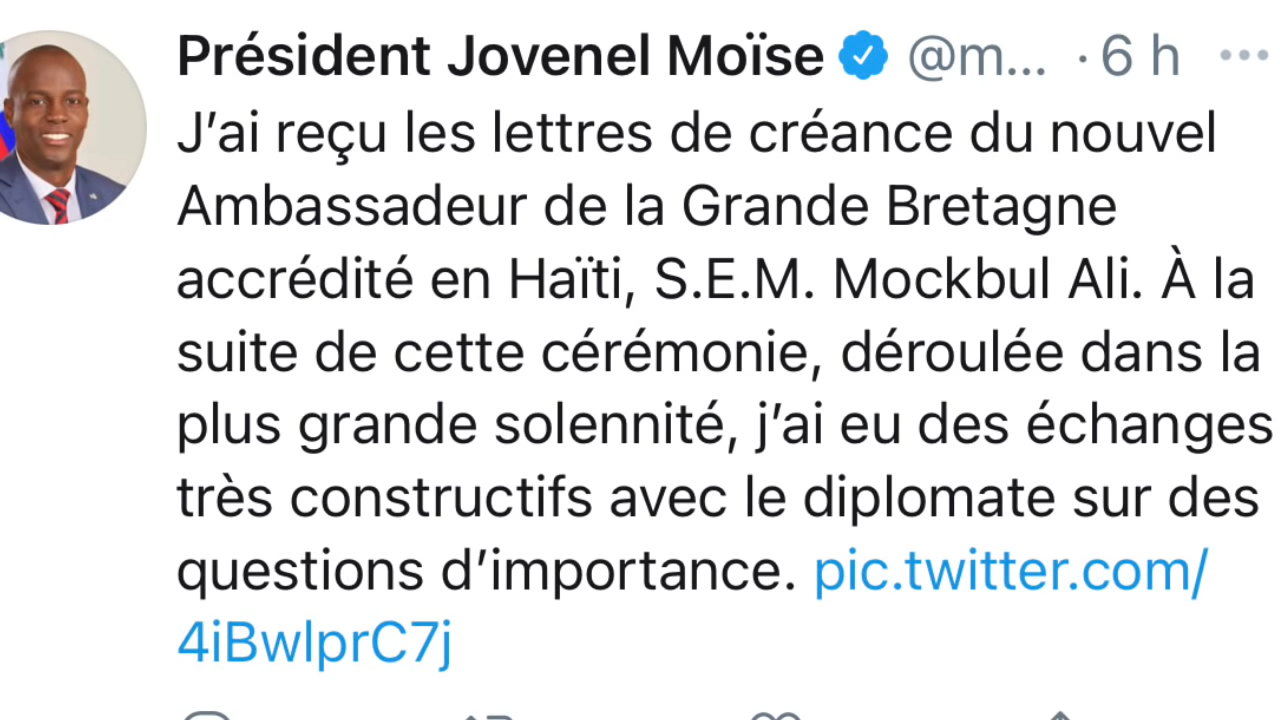 Président Jovenel Moïse @m... · 6 h
J’ai reçu les lettres de créance du nouvel
Ambassadeur de la Grande Bretagne
accrédité en Haïti, S.E.M. Mockbul Ali. À la
suite de cette cérémonie, déroulée dans la
plus grande solennité, j’ai eu des échanges
très constructifs avec le diplomate sur des
questions d’importance. pic.twitter.com/
4iBwlprC7j